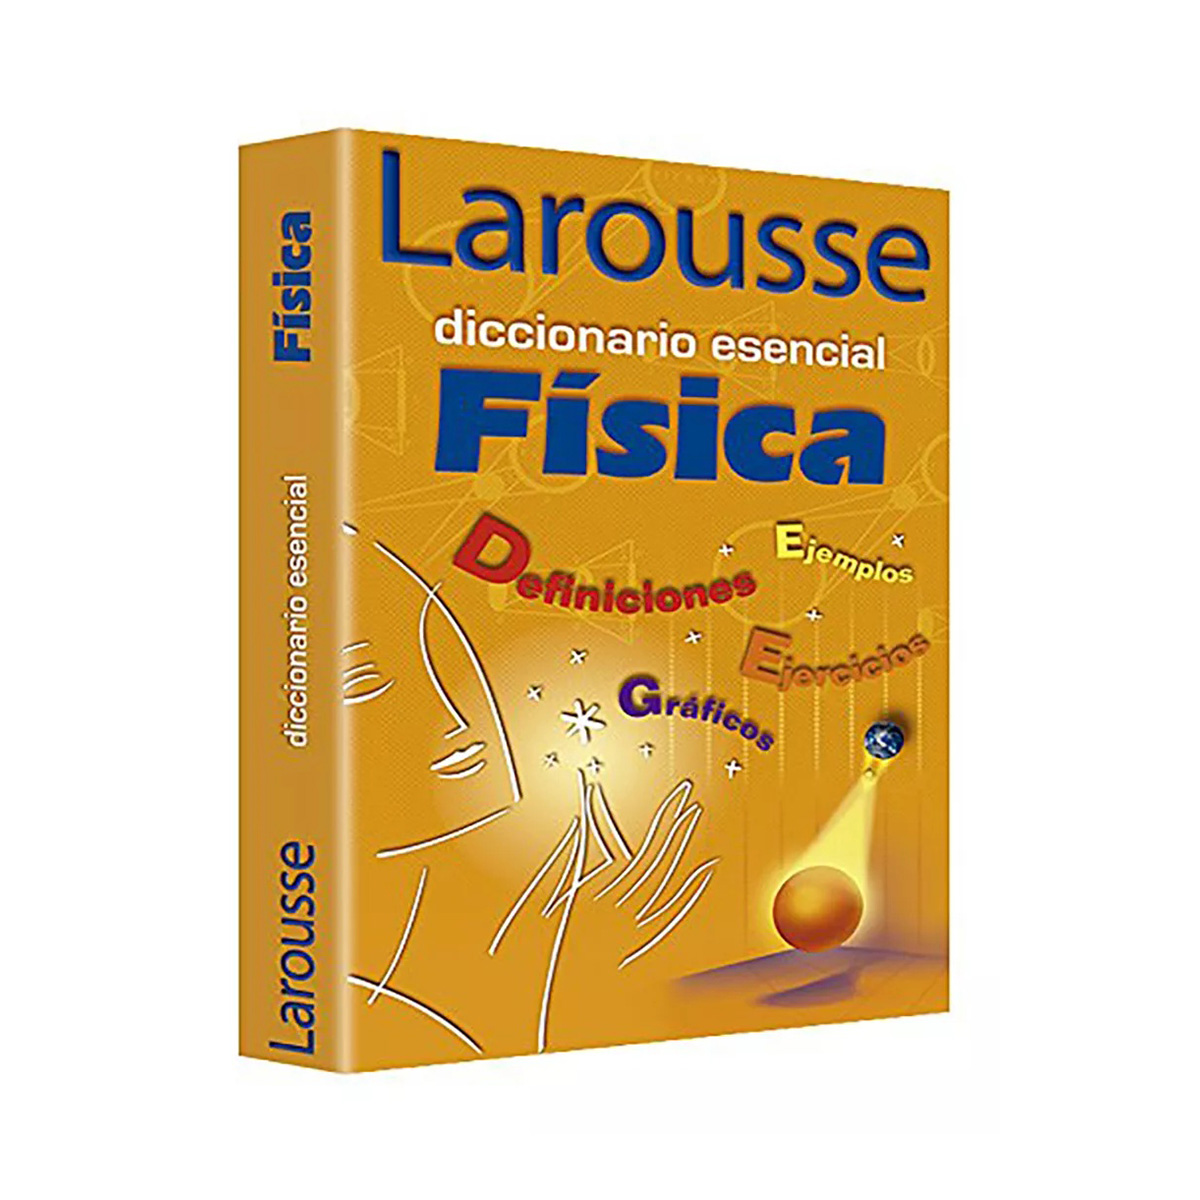 Larousse
diccionario esencial
Física
Definiciones
Ejemplos
Ejercicios
Gráficos
Física
diccionario esencial
Larousse